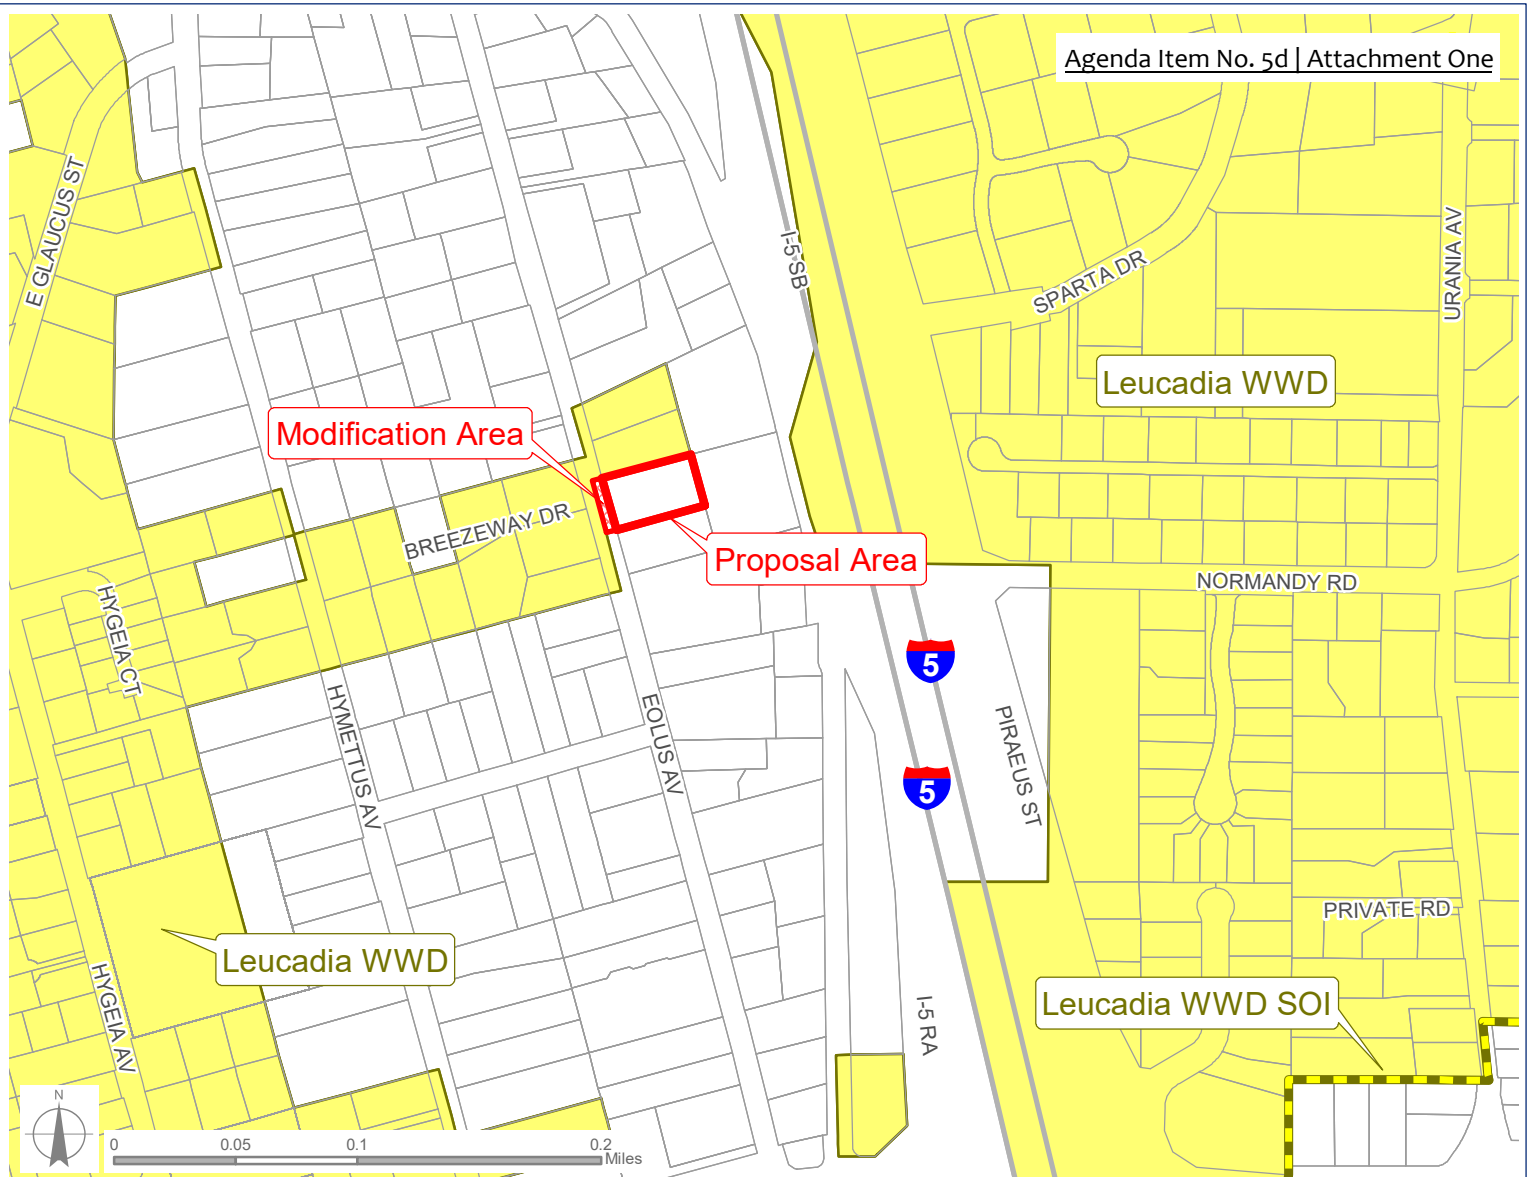 Agenda Item No. 5d | Attachment One
E GLAUCUS ST
I-5 SB
SPARTA DR
URANIA AV
Leucadia WWD
Modification Area
BREEZEWAY DR
Proposal Area
NORMANDY RD
HYGEIA CT
5
HYMETTUS AV
EOLUS AV
PIRAEUS ST
5
PRIVATE RD
Leucadia WWD
HYGEIA AV
I-5 RA
Leucadia WWD SOI
N
0 0.05 0.1 0.2
Miles